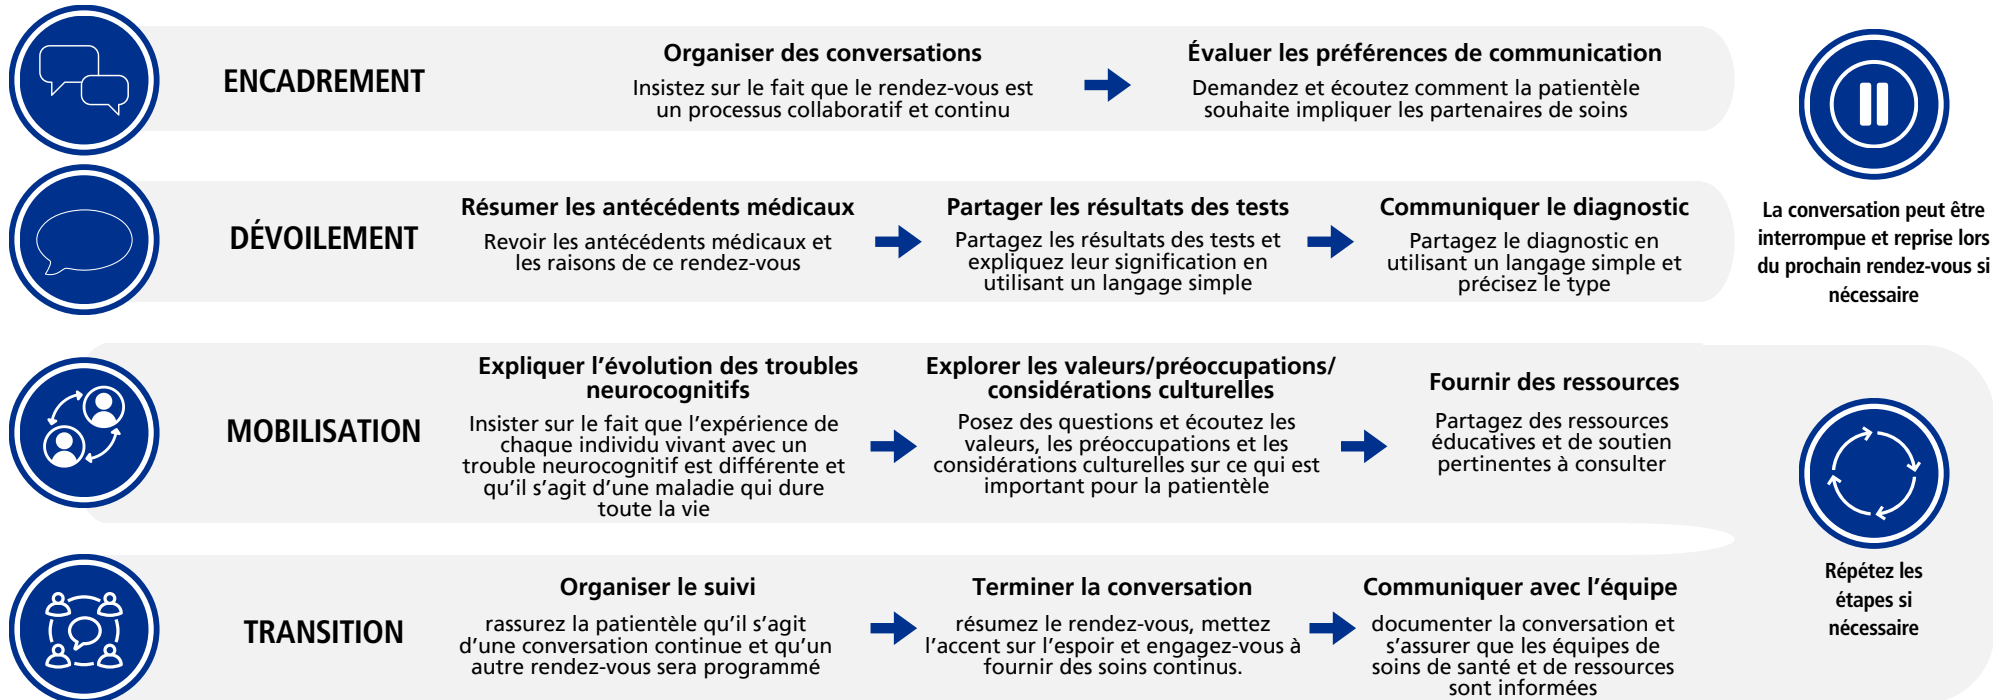 ENCADREMENT
Organiser des conversations
Insistez sur le fait que le rendez-vous est
un processus collaboratif et continu
Évaluer les préférences de communication
Demandez et écoutez comment la patientèle
souhaite impliquer les partenaires de soins
DÉVOILEMENT
Résumer les antécédents médicaux
Revoir les antécédents médicaux et
les raisons de ce rendez-vous
Partager les résultats des tests
Partagez les résultats des tests et
expliquez leur signification en
utilisant un langage simple
Communiquer le diagnostic
Partagez le diagnostic en
utilisant un langage simple et
précisez le type
La conversation peut être
interrompue et reprise lors
du prochain rendez-vous si
nécessaire
MOBILISATION
Expliquer l’évolution des troubles
neurocognitifs
Insister sur le fait que l’expérience de
chaque individu vivant avec un
trouble neurocognitif est différente et
qu’il s’agit d’une maladie qui dure
toute la vie
Explorer les valeurs/préoccupations/
considérations culturelles
Posez des questions et écoutez les
valeurs, les préoccupations et les
considérations culturelles sur ce qui est
important pour la patientèle
Fournir des ressources
Partagez des ressources
éducatives et de soutien
pertinentes à consulter
TRANSITION
Organiser le suivi
rassurez la patientèle qu’il s’agit
d’une conversation continue et qu’un
autre rendez-vous sera programmé
Terminer la conversation
résumez le rendez-vous, mettez
l’accent sur l’espoir et engagez-vous à
fournir des soins continus.
Communiquer avec l’équipe
documenter la conversation et
s’assurer que les équipes de
soins de santé et de ressources
sont informées
Répétez les
étapes si
nécessaire